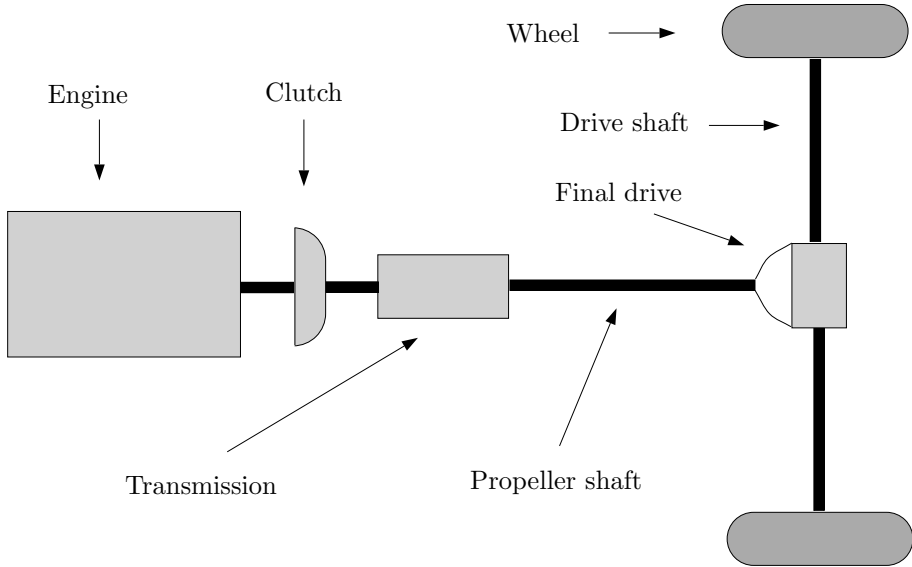 Wheel
Engine
Clutch
Drive shaft
Final drive
Transmission
Propeller shaft